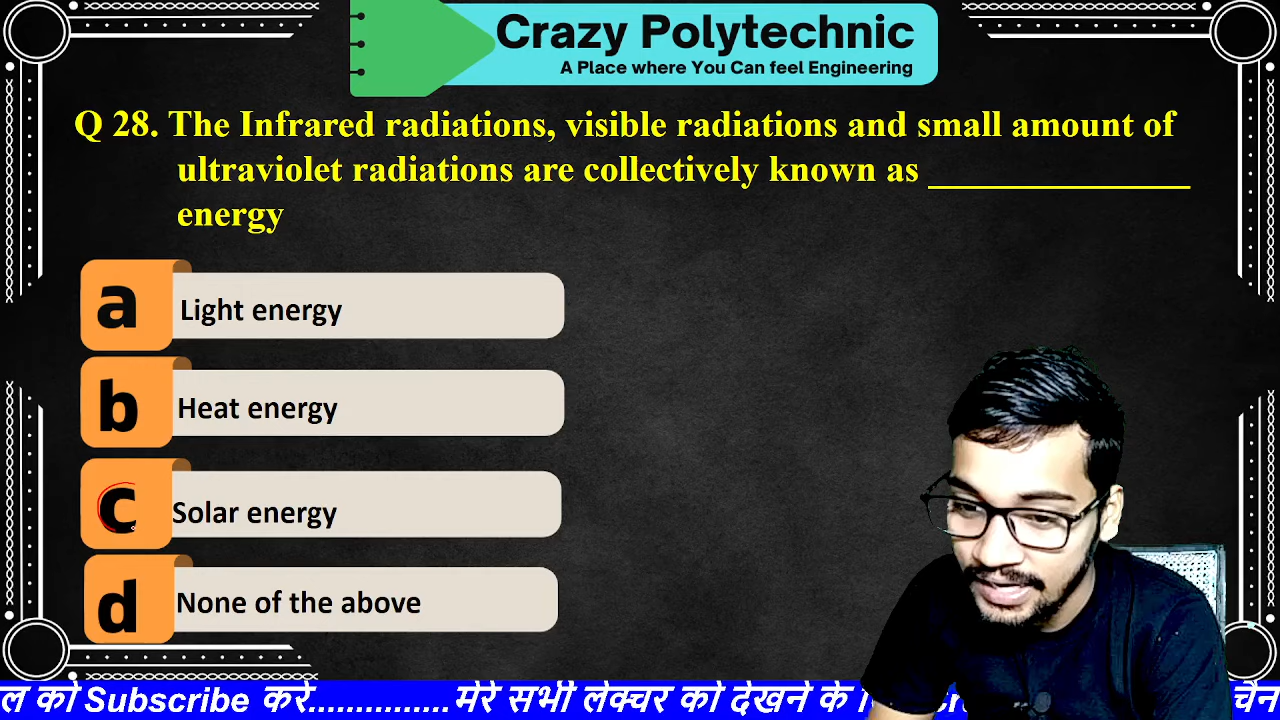 Crazy Polytechnic
A Place where You Can feel Engineering
Q 28. The Infrared radiations, visible radiations and small amount of
ultraviolet radiations are collectively known as ______________
energy
a Light energy
b Heat energy
c Solar energy
d None of the above
को Subscribe करे...............मेरे सभी लेक्चर को देखने के